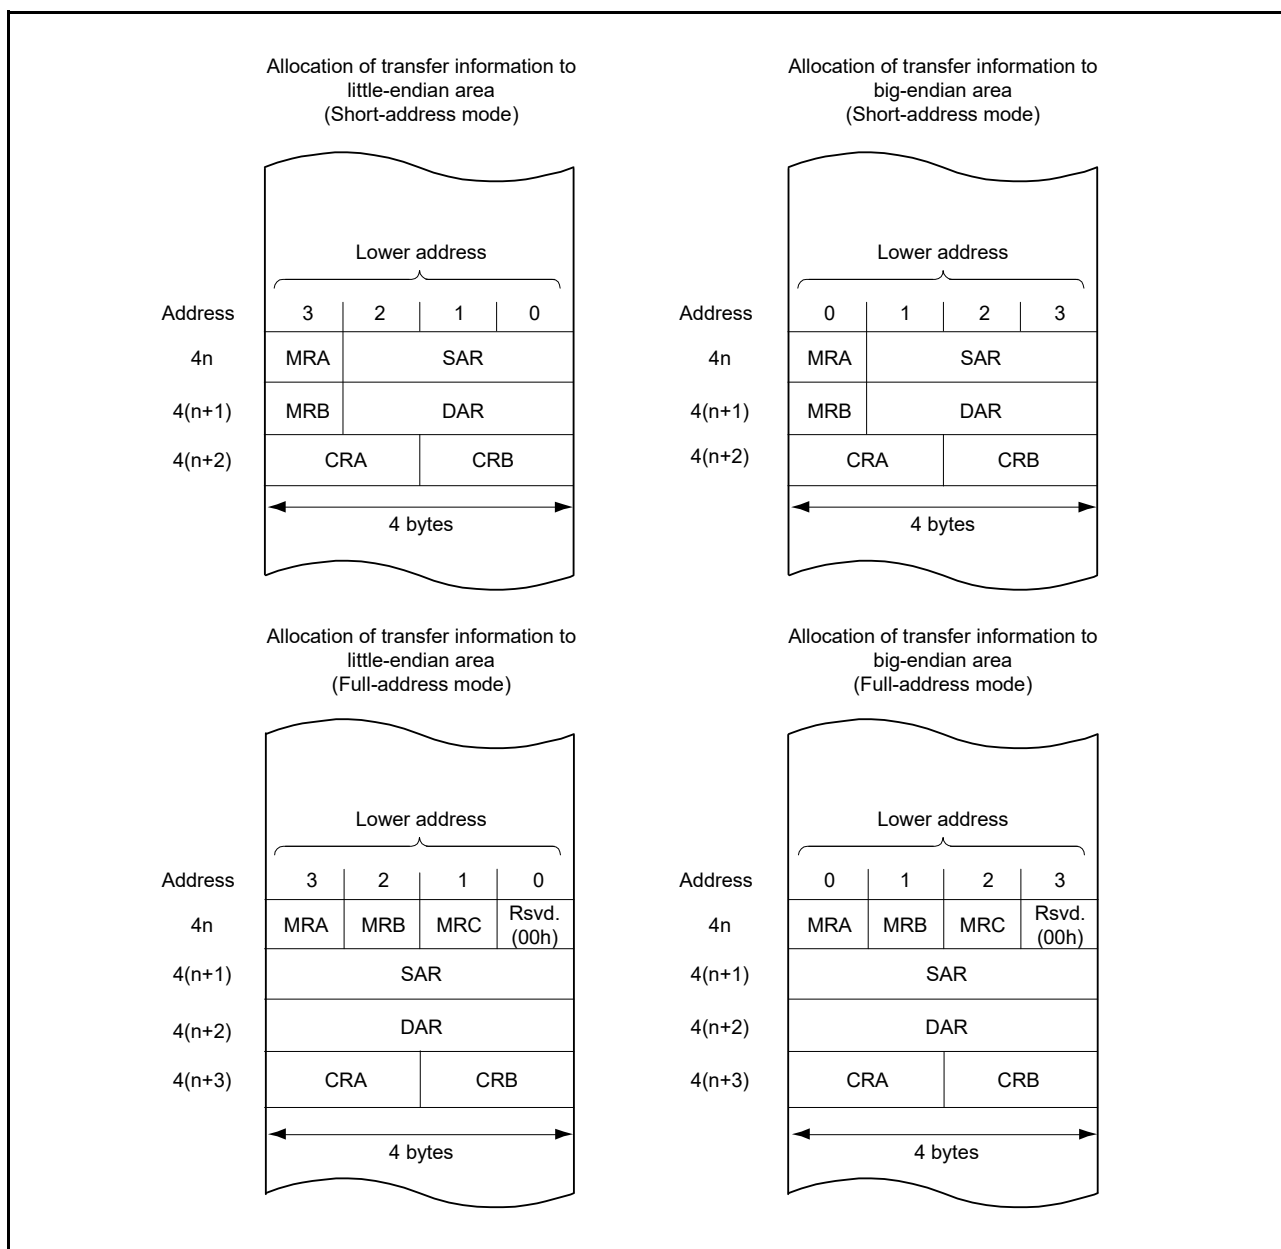 Allocation of transfer information to
little-endian area
(Short-address mode)
Lower address
Address 3 2 1 0
4n MRA SAR
4(n+1) MRB DAR
4(n+2) CRA CRB
4 bytes
Allocation of transfer information to
big-endian area
(Short-address mode)
Lower address
Address 0 1 2 3
4n MRA SAR
4(n+1) MRB DAR
4(n+2) CRA CRB
4 bytes
Allocation of transfer information to
little-endian area
(Full-address mode)
Lower address
Address 3 2 1 0
4n MRA MRB MRC Rsvd.
(00h)
4(n+1) SAR
4(n+2) DAR
4(n+3) CRA CRB
4 bytes
Allocation of transfer information to
big-endian area
(Full-address mode)
Lower address
Address 0 1 2 3
4n MRA MRB MRC Rsvd.
(00h)
4(n+1) SAR
4(n+2) DAR
4(n+3) CRA CRB
4 bytes